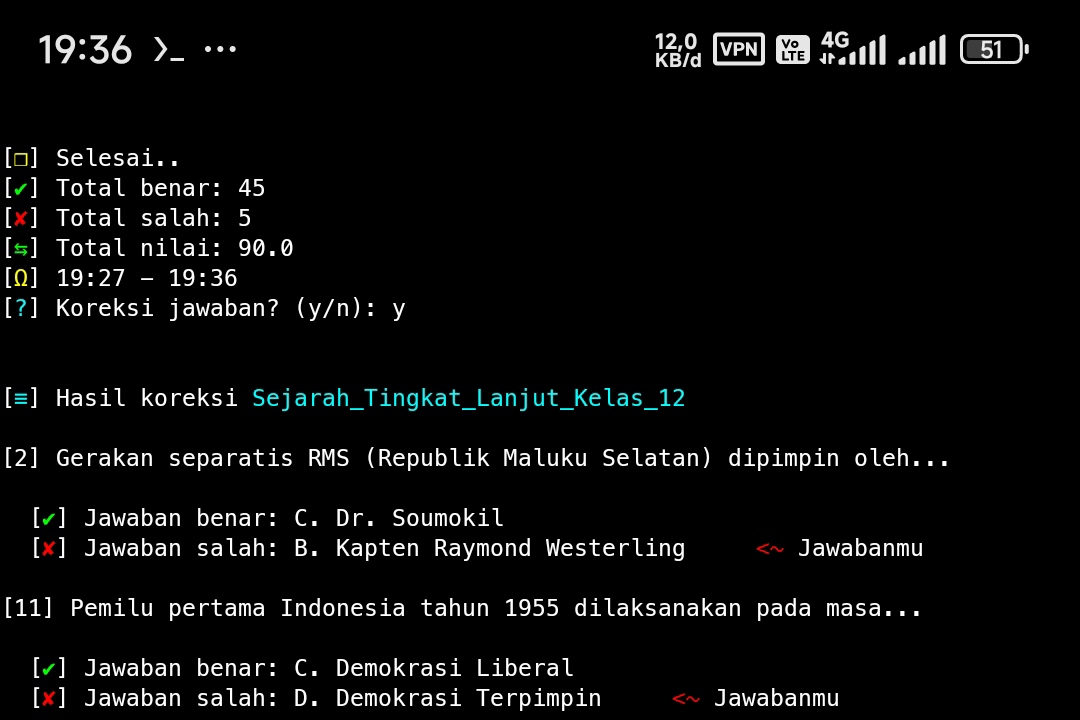 19:36 >_ ...
12,0 KB/d VPN Vo LTE 4G 51
[❒] Selesai..
[✔] Total benar: 45
[✘] Total salah: 5
[⇆] Total nilai: 90.0
[Ω] 19:27 - 19:36
[?] Koreksi jawaban? (y/n): y
[≡] Hasil koreksi Sejarah_Tingkat_Lanjut_Kelas_12
[2] Gerakan separatis RMS (Republik Maluku Selatan) dipimpin oleh...
[✔] Jawaban benar: C. Dr. Soumokil
[✘] Jawaban salah: B. Kapten Raymond Westerling <~ Jawabanmu
[11] Pemilu pertama Indonesia tahun 1955 dilaksanakan pada masa...
[✔] Jawaban benar: C. Demokrasi Liberal
[✘] Jawaban salah: D. Demokrasi Terpimpin <~ Jawabanmu